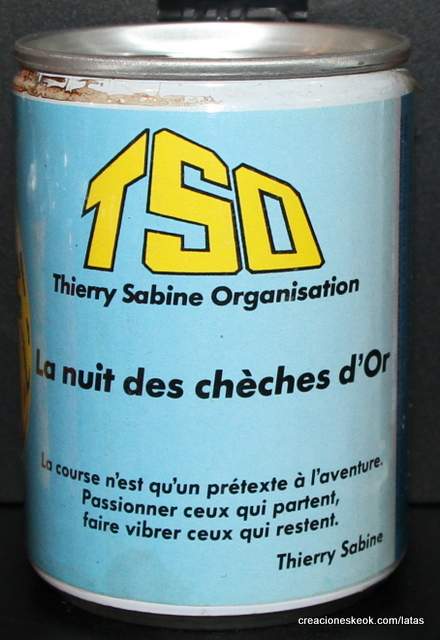 TSO
Thierry Sabine Organisation
La nuit des chèches d'Or
La course n'est qu'un prétexte à l'aventure.
Passionner ceux qui partent,
faire vibrer ceux qui restent.
Thierry Sabine
creacioneskeok.com/latas